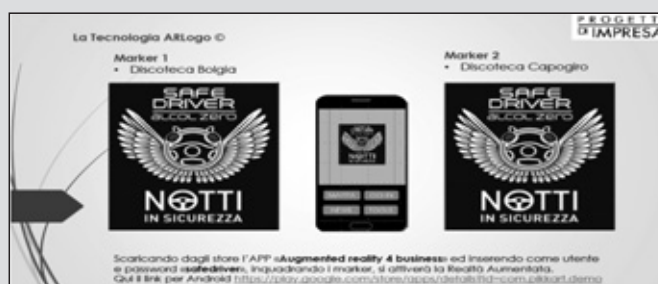 PROGETTI
DI IMPRESA
La Tecnologia ARLogo ©
Marker 1
• Discoteca Bolgia
Marker 2
• Discoteca Capogiro
SAFE
DRIVER
alcol zero
NOTTI
IN SICUREZZA
SAFE
DRIVER
alcol zero
NOTTI
IN SICUREZZA
NOTTI
Scaricando dagli store l'APP «Augmented reality 4 business» ed inserendo come utente
e password «safedriver», inquadrando i marker, si attiverà la Realtà Aumentata.
Qui il link per Android https://play.google.com/store/apps/details?id=com.pikkart.demo